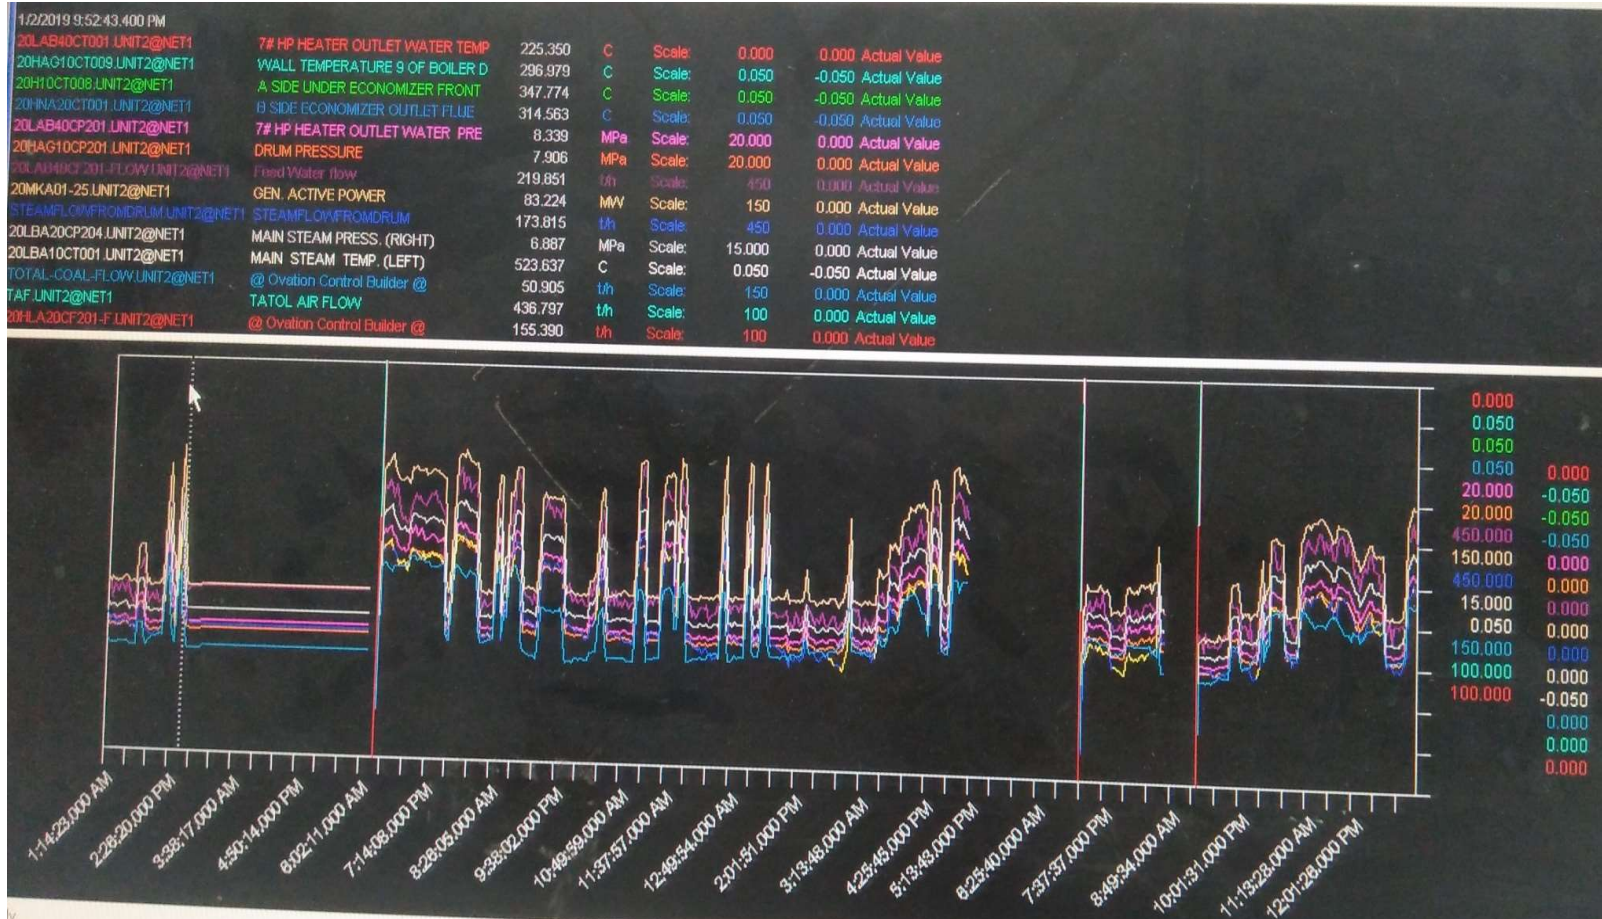 1/2/2019 9:52:43.400 PM
20LAB40CT001.UNIT2@NET1 7# HP HEATER OUTLET WATER TEMP 225.350 C Scale: 0.000 0.000 Actual Value
20HAG10CT009.UNIT2@NET1 WALL TEMPERATURE 9 OF BOILER D 296.979 C Scale: 0.050 -0.050 Actual Value
20H10CT008.UNIT2@NET1 A SIDE UNDER ECONOMIZER FRONT 347.774 C Scale: 0.050 -0.050 Actual Value
20HNA20CT001.UNIT2@NET1 B SIDE ECONOMIZER OUTLET FLUE 314.563 C Scale: 0.050 -0.050 Actual Value
20LAB40CP201.UNIT2@NET1 7# HP HEATER OUTLET WATER PRE 8.339 MPa Scale: 20.000 0.000 Actual Value
20HAG10CP201.UNIT2@NET1 DRUM PRESSURE 7.906 MPa Scale: 20.000 0.000 Actual Value
20LAB40CF201-FLOW.UNIT2@NET1 Feed Water flow 219.851 t/h Scale: 450 0.000 Actual Value
20MKA01-25.UNIT2@NET1 GEN. ACTIVE POWER 83.224 MW Scale: 150 0.000 Actual Value
STEAMFLOWFROMDRUM.UNIT2@NET1 STEAMFLOWFROMDRUM 173.815 t/h Scale: 450 0.000 Actual Value
20LBA20CP204.UNIT2@NET1 MAIN STEAM PRESS. (RIGHT) 6.887 MPa Scale: 15.000 0.000 Actual Value
20LBA10CT001.UNIT2@NET1 MAIN STEAM TEMP. (LEFT) 523.637 C Scale: 0.050 -0.050 Actual Value
TOTAL-COAL-FLOW.UNIT2@NET1 @ Ovation Control Builder @ 50.905 t/h Scale: 150 0.000 Actual Value
TAF.UNIT2@NET1 TATOL AIR FLOW 436.797 t/h Scale: 100 0.000 Actual Value
20HLA20CF201-F.UNIT2@NET1 @ Ovation Control Builder @ 155.390 t/h Scale: 100 0.000 Actual Value
0.000
0.050
0.050
0.050
20.000
20.000
450.000
150.000
450.000
15.000
0.050
150.000
100.000
100.000
0.000
-0.050
-0.050
-0.050
0.000
0.000
0.000
0.000
0.000
0.000
-0.050
0.000
0.000
0.000
1:14:23.000 AM
2:26:20.000 PM
3:38:17.000 AM
4:50:14.000 PM
6:02:11.000 AM
7:14:08.000 PM
8:26:05.000 AM
9:38:02.000 PM
10:49:59.000 AM
11:37:57.000 AM
12:49:54.000 AM
2:01:51.000 PM
3:13:48.000 AM
4:25:45.000 PM
5:13:43.000 PM
6:25:40.000 AM
7:37:37.000 PM
8:49:34.000 AM
10:01:31.000 PM
11:13:28.000 AM
12:01:26.000 PM